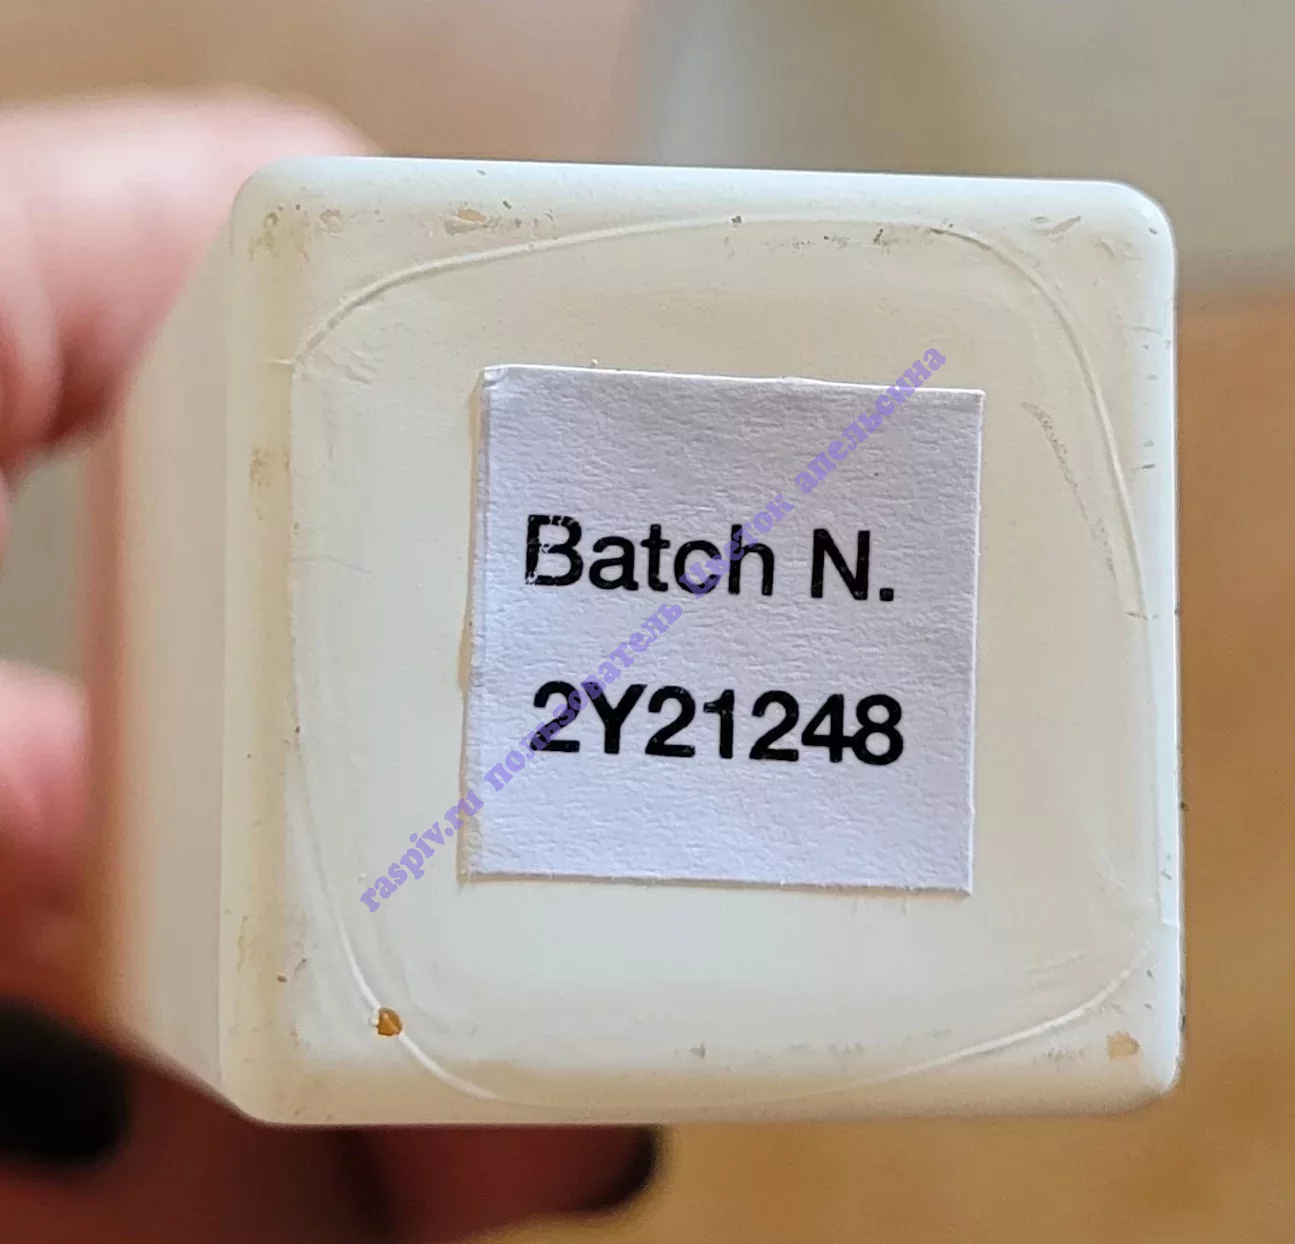 Batch N.
2Y21248
raspiv.ru пользователь Цветок апельсина